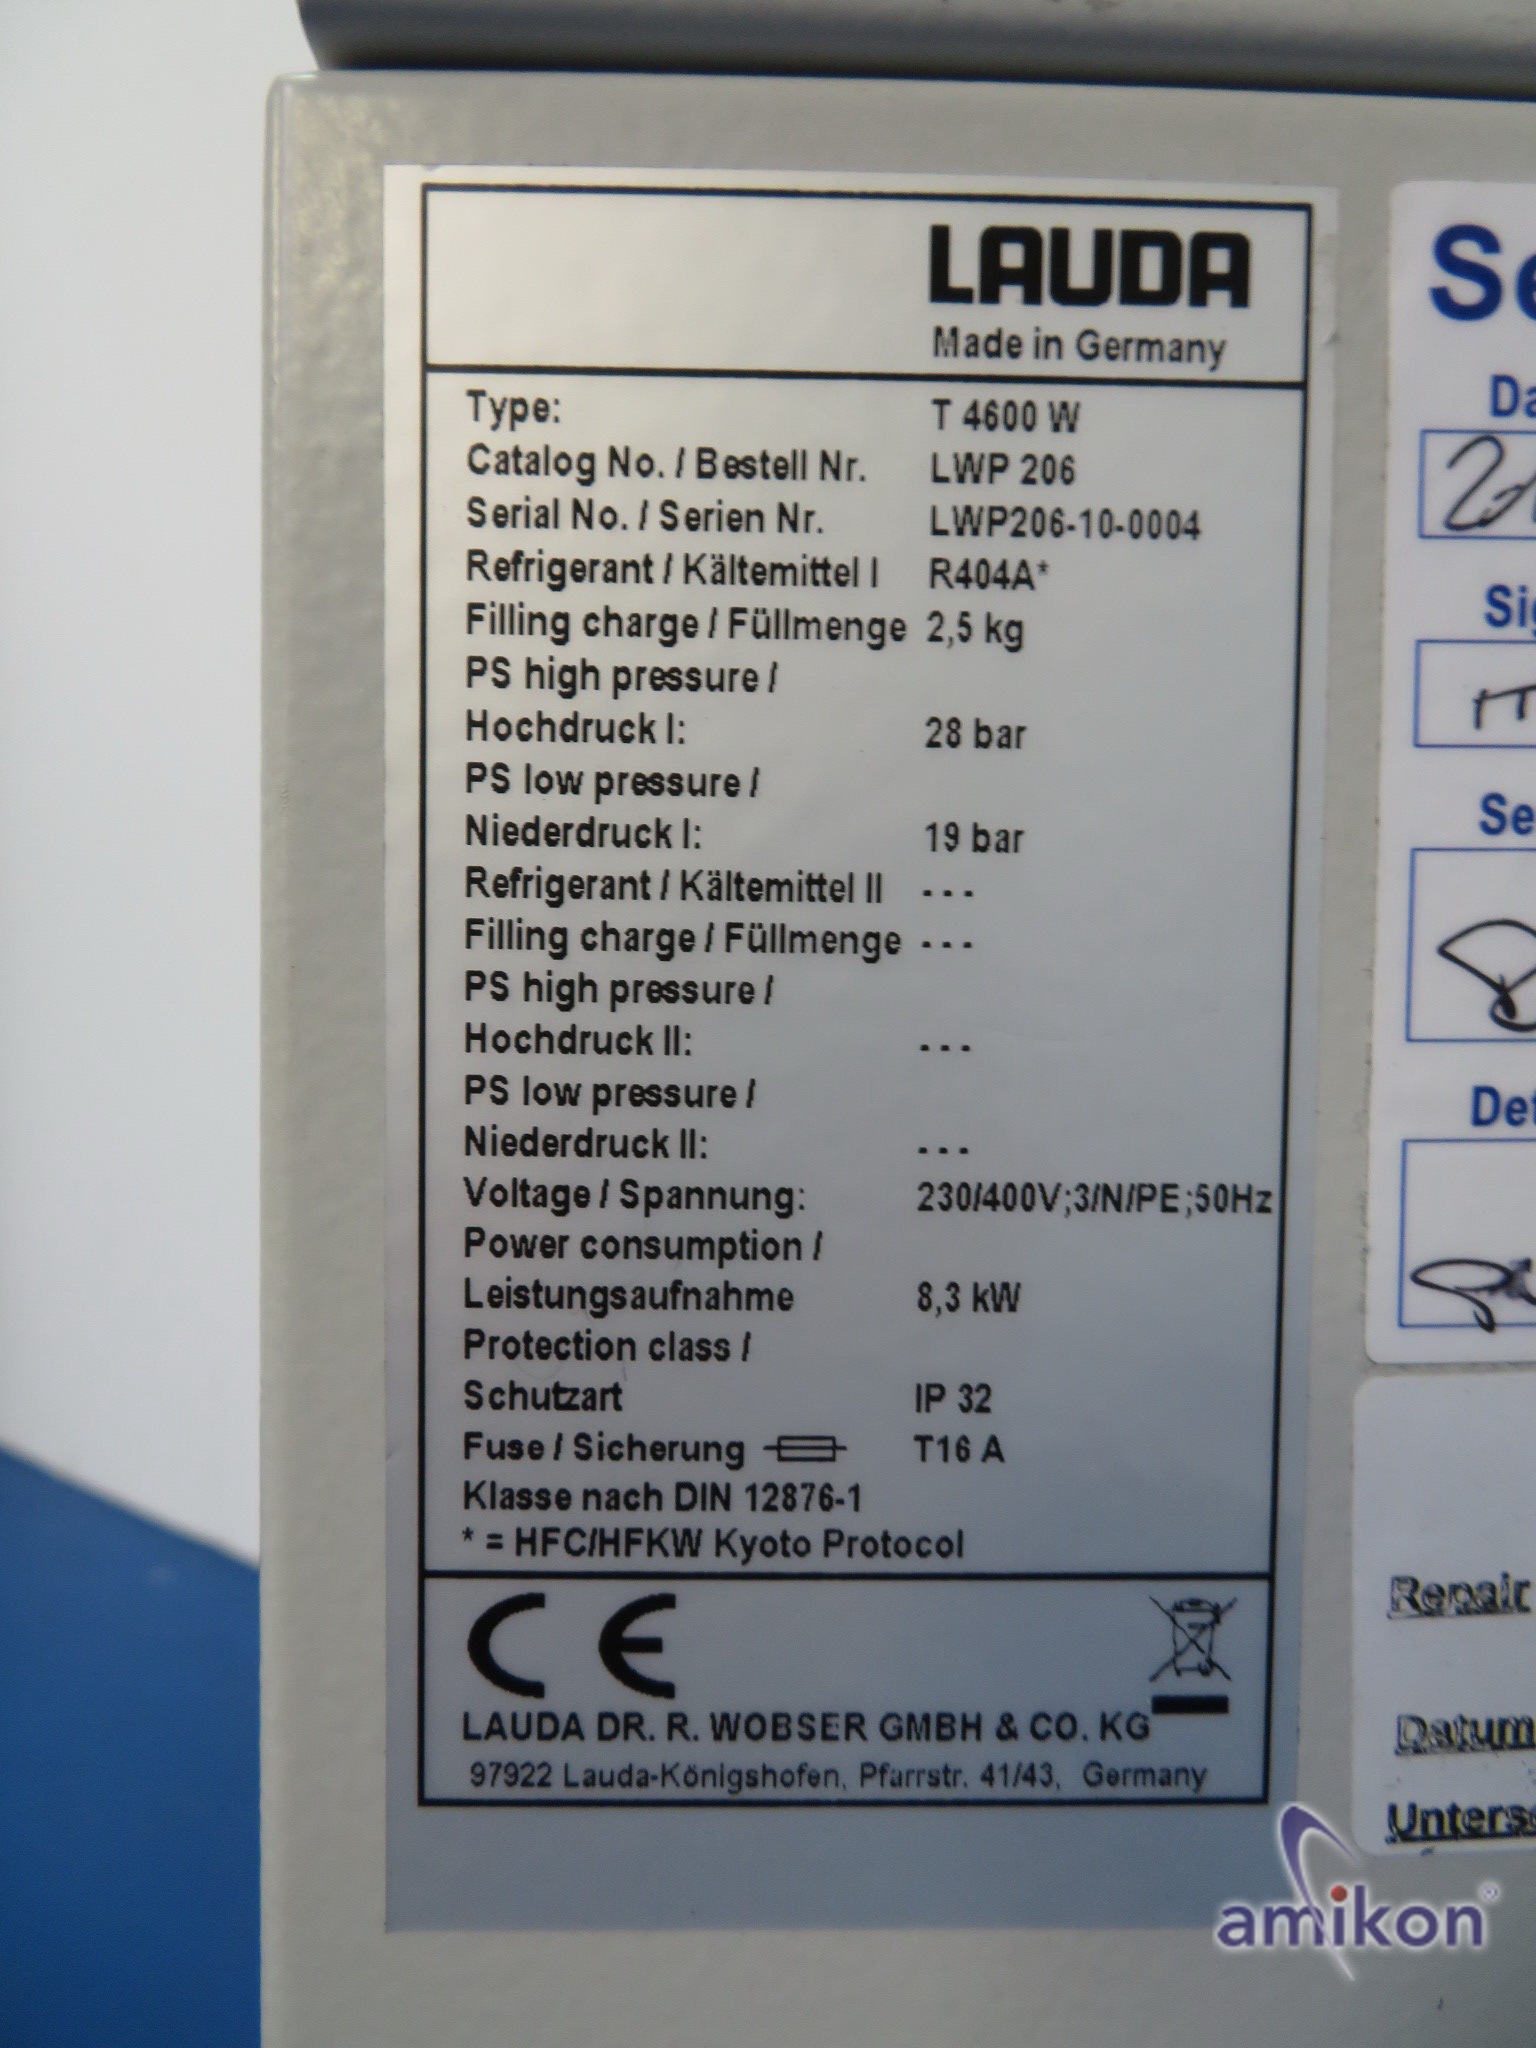 LAUDA
Made in Germany
Type: T 4600 W
Catalog No. / Bestell Nr. LWP 206
Serial No. / Serien Nr. LWP206-10-0004
Refrigerant / Kältemittel I R404A*
Filling charge / Füllmenge 2,5 kg
PS high pressure /
Hochdruck I: 28 bar
PS low pressure /
Niederdruck I: 19 bar
Refrigerant / Kältemittel II ---
Filling charge / Füllmenge ---
PS high pressure /
Hochdruck II: ---
PS low pressure /
Niederdruck II: ---
Voltage / Spannung: 230/400V;3/N/PE;50Hz
Power consumption /
Leistungsaufnahme 8,3 kW
Protection class /
Schutzart IP 32
Fuse / Sicherung T16 A
Klasse nach DIN 12876-1
* = HFC/HFKW Kyoto Protocol
CE
LAUDA DR. R. WOBSER GMBH & CO. KG
97922 Lauda-Königshofen, Pfarrstr. 41/43, Germany
Se
Da
Sig
Se
Det
Repair
Datum
Unters
amikon®